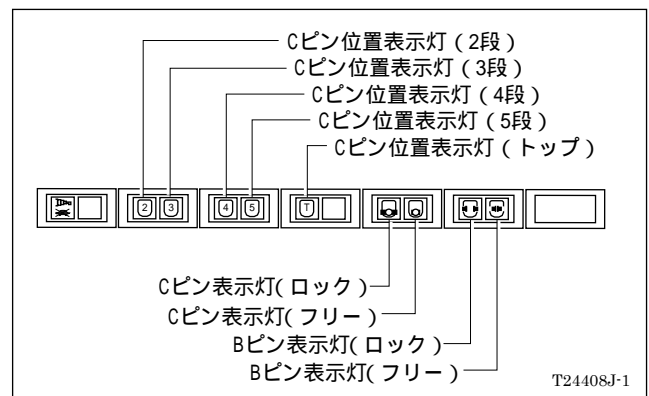 Cピン位置表示灯(2段)
Cピン位置表示灯(3段)
Cピン位置表示灯(4段)
Cピン位置表示灯(5段)
Cピン位置表示灯(トップ)
2 3 4 5 T
Cピン表示灯(ロック)
Cピン表示灯(フリー)
Bピン表示灯(ロック)
Bピン表示灯(フリー)
T24408J-1